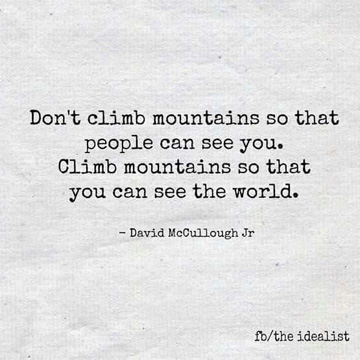 Don't climb mountains so that
people can see you.
Climb mountains so that
you can see the world.
– David McCullough Jr
fb/the idealist